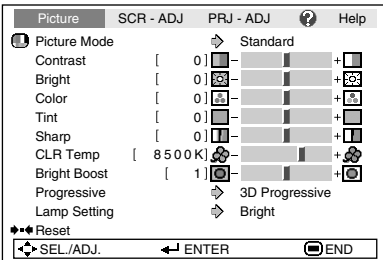 Picture SCR - ADJ PRJ - ADJ ? Help
Picture Mode Standard
Contrast [ 0] - +
Bright [ 0] - +
Color [ 0] - +
Tint [ 0] - +
Sharp [ 0] - +
CLR Temp [ 8500K] - +
Bright Boost [ 1] - +
Progressive 3D Progressive
Lamp Setting Bright
Reset
SEL./ADJ. ENTER END